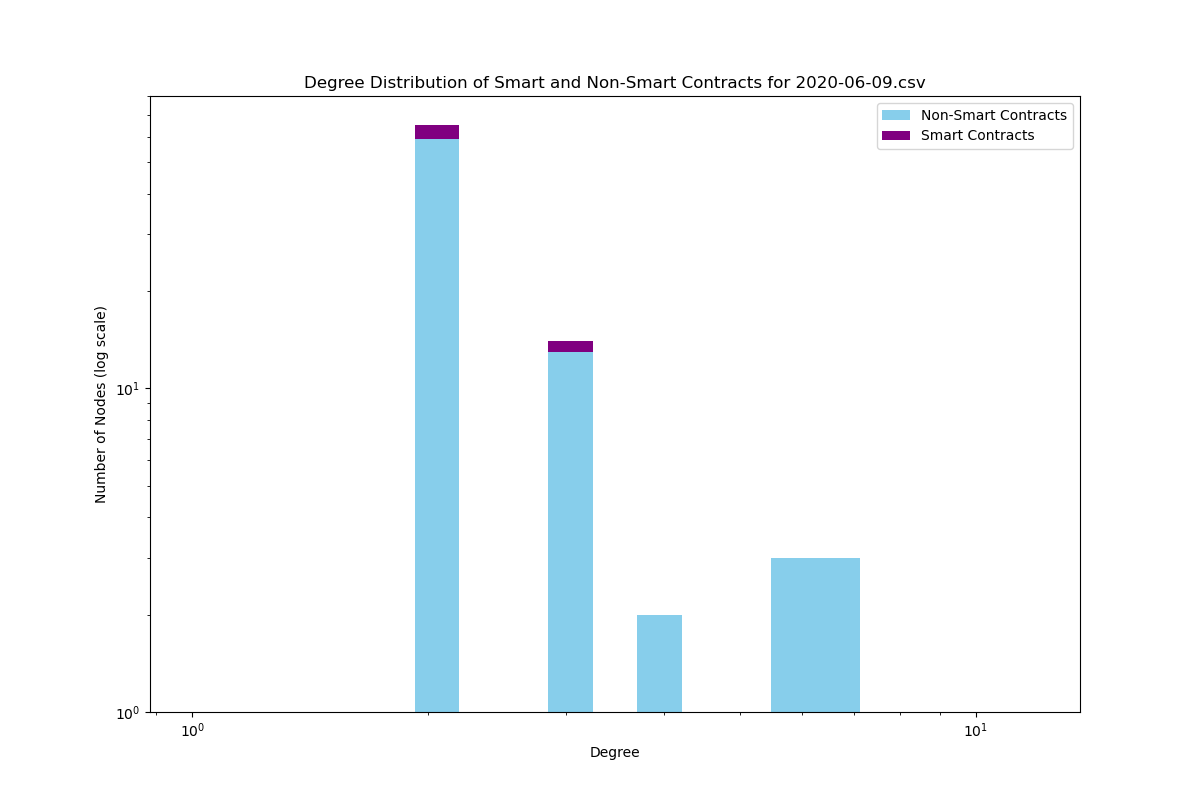 Degree Distribution of Smart and Non-Smart Contracts for 2020-06-09.csv
Non-Smart Contracts
Smart Contracts
Number of Nodes (log scale)
10¹
10⁰
10⁰ 10¹
Degree